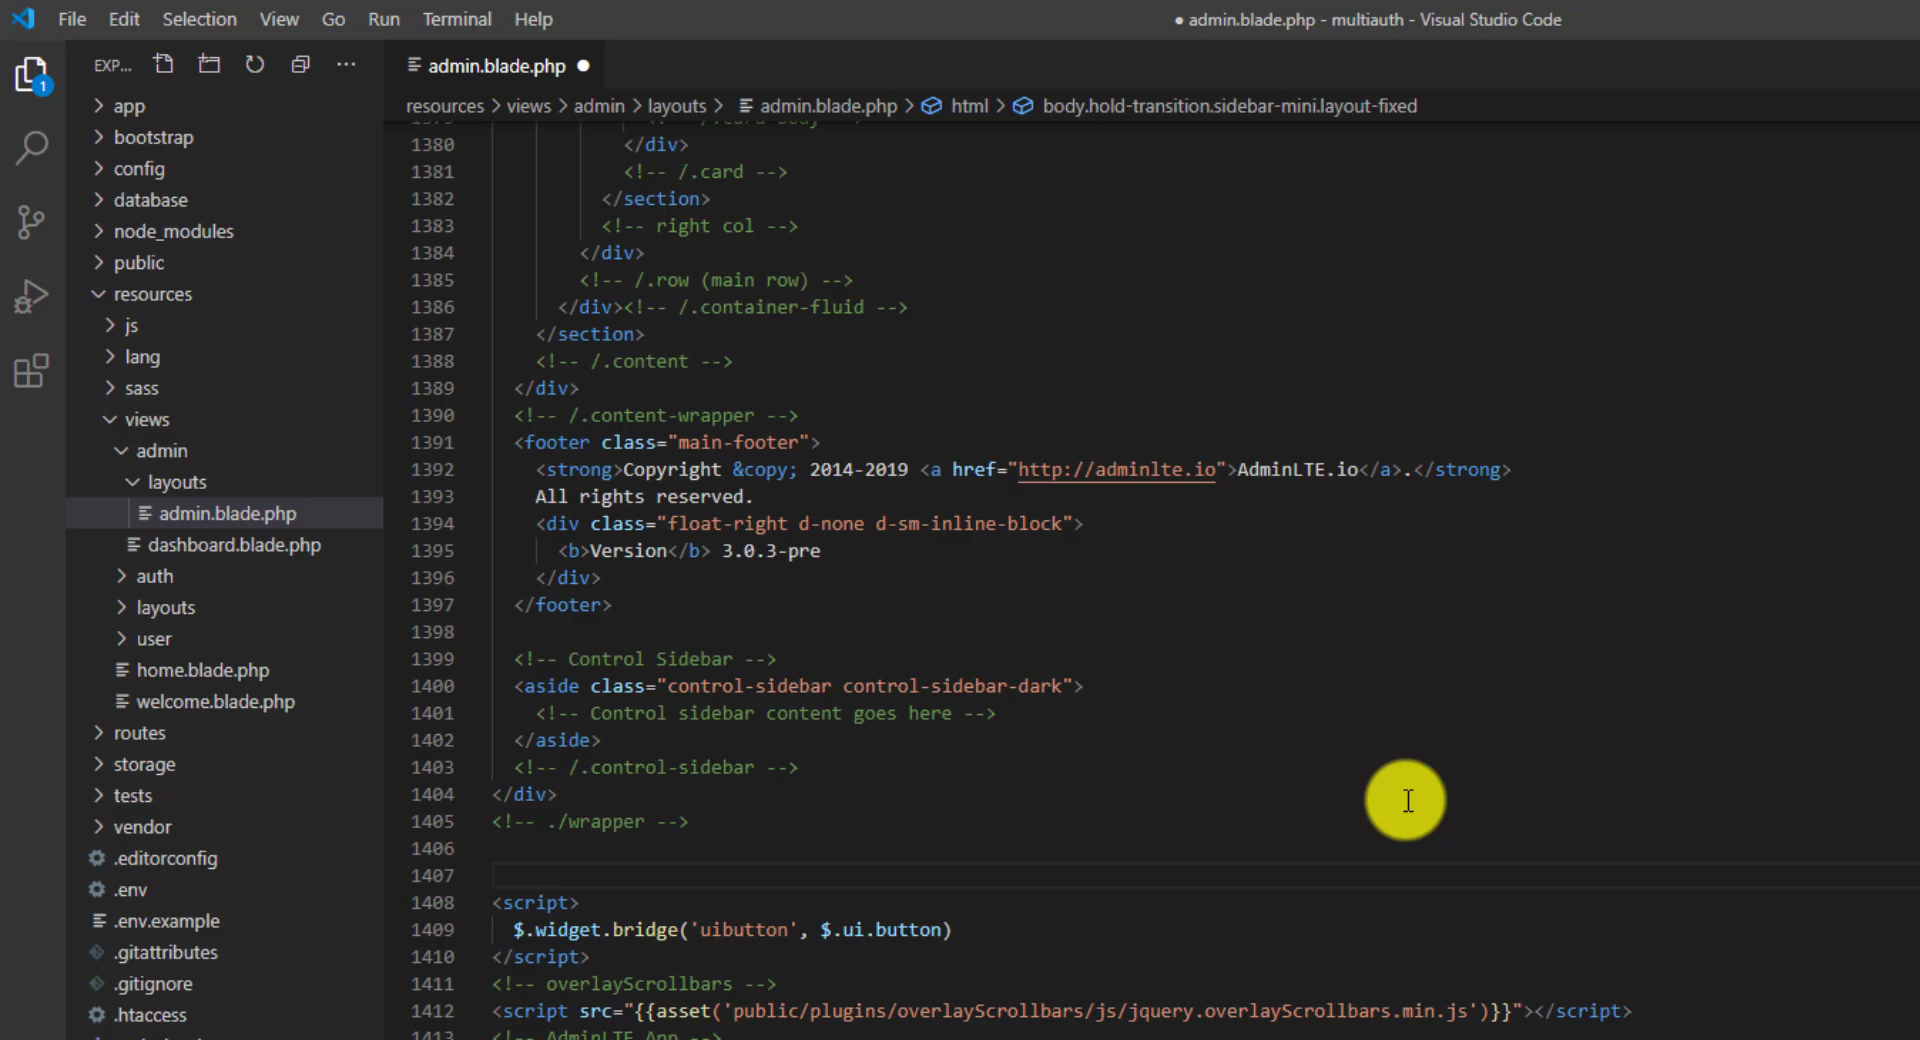 File Edit Selection View Go Run Terminal Help
● admin.blade.php - multiauth - Visual Studio Code
EXP...
admin.blade.php ●
1
resources > views > admin > layouts > admin.blade.php > html > body.hold-transition.sidebar-mini.layout-fixed
app
bootstrap
config
database
node_modules
public
resources
js
lang
sass
views
admin
layouts
admin.blade.php
dashboard.blade.php
auth
layouts
user
home.blade.php
welcome.blade.php
routes
storage
tests
vendor
.editorconfig
.env
.env.example
.gitattributes
.gitignore
.htaccess
1380 </div>
1381 <!-- /.card -->
1382 </section>
1383 <!-- right col -->
1384 </div>
1385 <!-- /.row (main row) -->
1386 </div><!-- /.container-fluid -->
1387 </section>
1388 <!-- /.content -->
1389 </div>
1390 <!-- /.content-wrapper -->
1391 <footer class="main-footer">
1392 <strong>Copyright &copy; 2014-2019 <a href="http://adminlte.io">AdminLTE.io</a>.</strong>
1393 All rights reserved.
1394 <div class="float-right d-none d-sm-inline-block">
1395 <b>Version</b> 3.0.3-pre
1396 </div>
1397 </footer>
1398
1399 <!-- Control Sidebar -->
1400 <aside class="control-sidebar control-sidebar-dark">
1401 <!-- Control sidebar content goes here -->
1402 </aside>
1403 <!-- /.control-sidebar -->
1404 </div>
1405 <!-- ./wrapper -->
1406
1407
1408 <script>
1409 $.widget.bridge('uibutton', $.ui.button)
1410 </script>
1411 <!-- overlayScrollbars -->
1412 <script src="{{asset('public/plugins/overlayScrollbars/js/jquery.overlayScrollbars.min.js')}}"></script>
1413 <!-- AdminLTE App -->